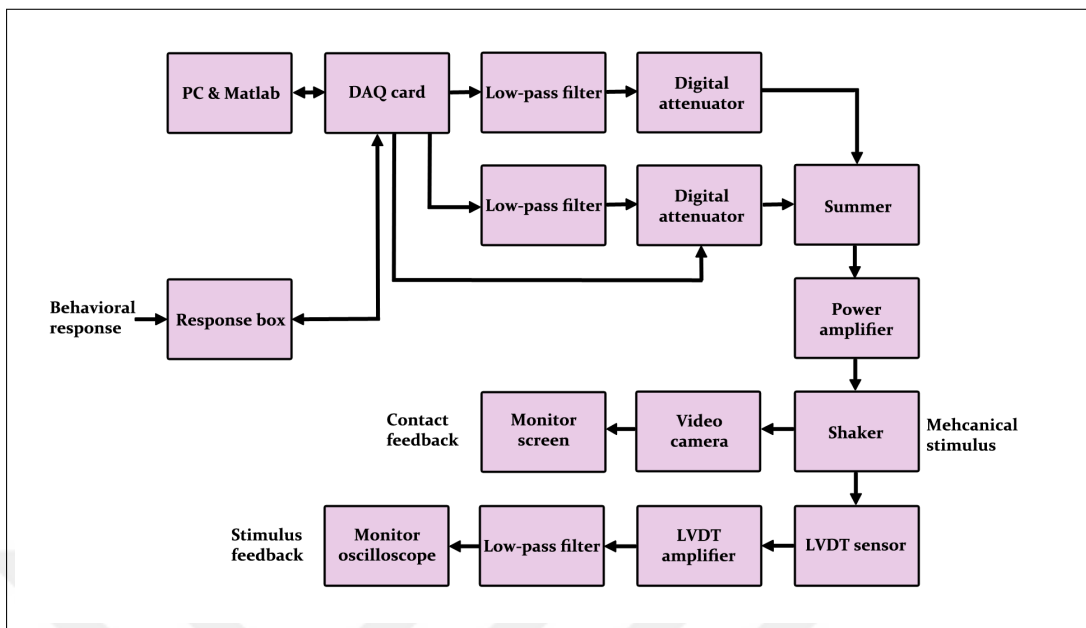 PC & Matlab
DAQ card
Low-pass filter
Digital
attenuator
Low-pass filter
Digital
attenuator
Summer
Behavioral
response
Response box
Power
amplifier
Contact
feedback
Monitor
screen
Video
camera
Shaker
Mehcanical
stimulus
Stimulus
feedback
Monitor
oscilloscope
Low-pass filter
LVDT
amplifier
LVDT sensor